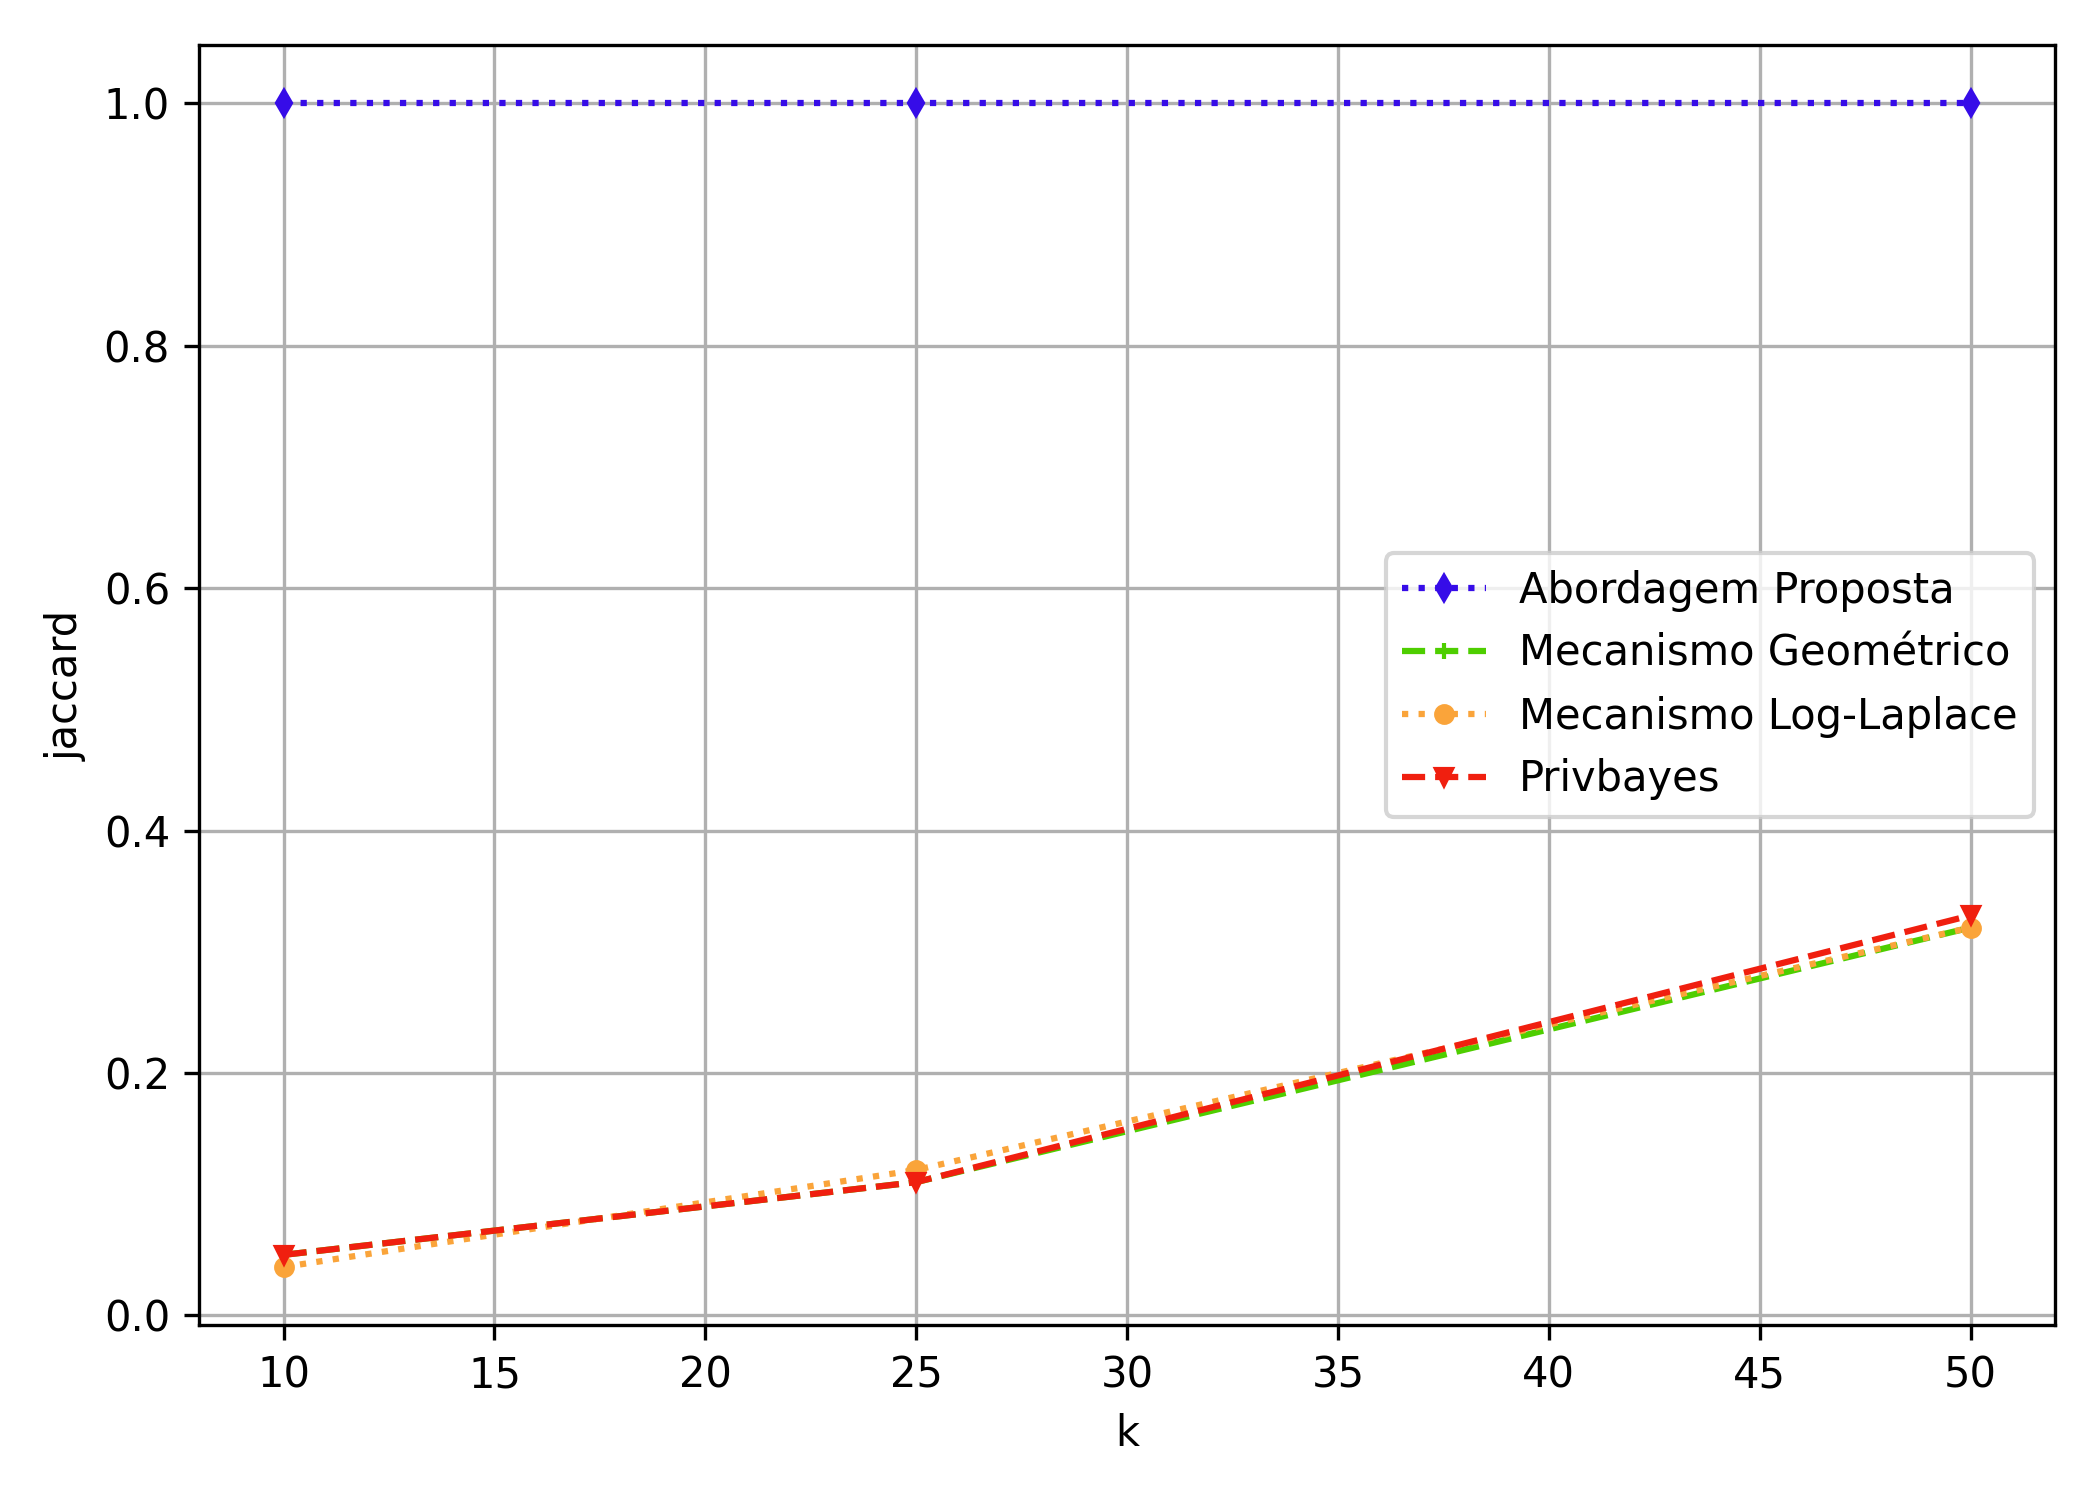 1.0
0.8
0.6
0.4
0.2
0.0
jaccard
Abordagem Proposta
Mecanismo Geométrico
Mecanismo Log-Laplace
Privbayes
10 15 20 25 30 35 40 45 50
k